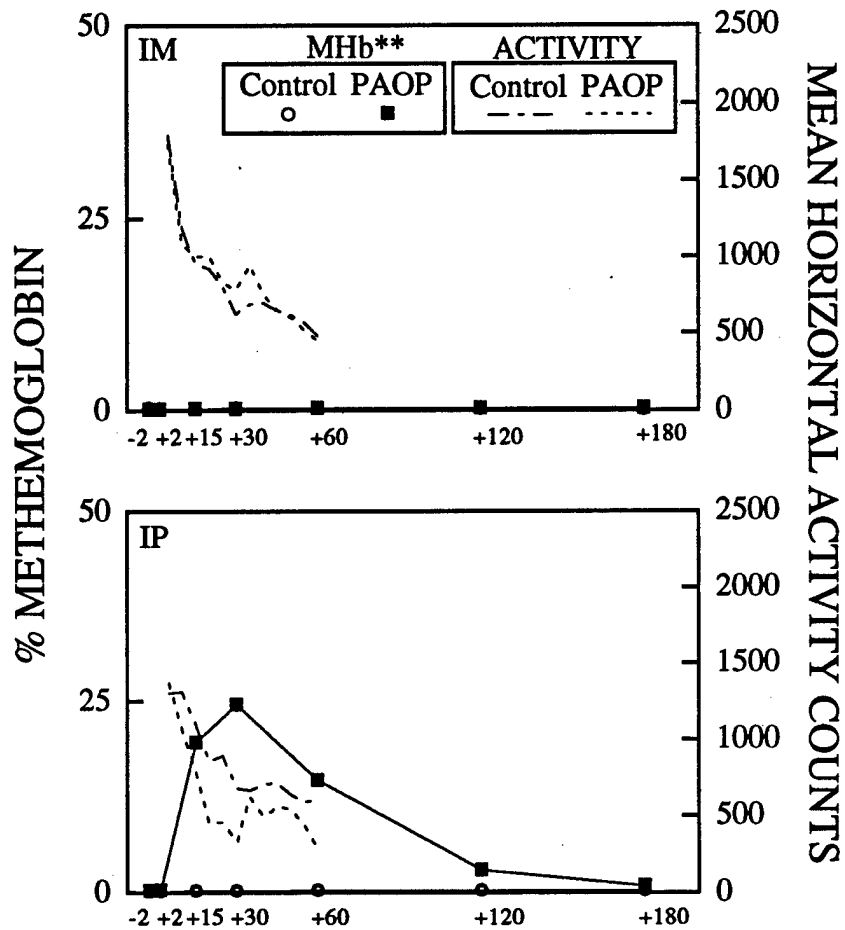 50
2500
IM
MHb**
ACTIVITY
Control PAOP
Control PAOP
2000
1500
25
1000
500
0
0
-2 +2 +15 +30 +60 +120 +180
% METHEMOGLOBIN
MEAN HORIZONTAL ACTIVITY COUNTS
50
2500
IP
2000
1500
25
1000
500
0
0
-2 +2 +15 +30 +60 +120 +180